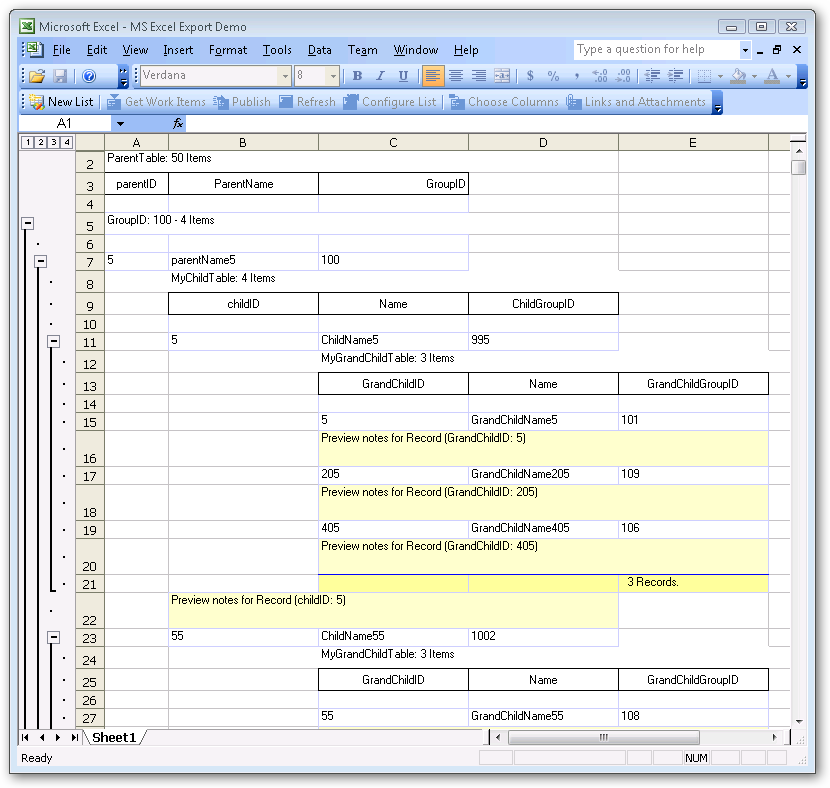 Microsoft Excel - MS Excel Export Demo
File Edit View Insert Format Tools Data Team Window Help Type a question for help
Verdana 8 B I U $ % , .00 .00 A
New List Get Work Items Publish Refresh Configure List Choose Columns Links and Attachments
A1 fx
1 2 3 4 A B C D E
2 ParentTable: 50 Items
3 parentID ParentName GroupID
4
5 GroupID: 100 - 4 Items
6
7 5 parentName5 100
8 MyChildTable: 4 Items
9 childID Name ChildGroupID
10
11 5 ChildName5 995
12 MyGrandChildTable: 3 Items
13 GrandChildID Name GrandChildGroupID
14
15 5 GrandChildName5 101
16 Preview notes for Record (GrandChildID: 5)
17 205 GrandChildName205 109
18 Preview notes for Record (GrandChildID: 205)
19 405 GrandChildName405 106
20 Preview notes for Record (GrandChildID: 405)
21 3 Records.
22 Preview notes for Record (childID: 5)
23 55 ChildName55 1002
24 MyGrandChildTable: 3 Items
25 GrandChildID Name GrandChildGroupID
26
27 55 GrandChildName55 108
Sheet1
Ready NUM